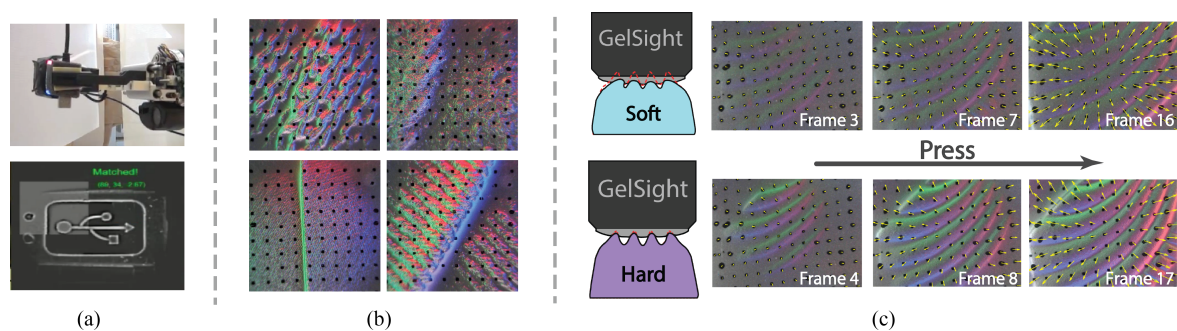 Matched!
(69, 34, -2.67)
GelSight
Soft
Frame 3
Frame 7
Frame 16
Press
GelSight
Hard
Frame 4
Frame 8
Frame 17
(a)
(b)
(c)